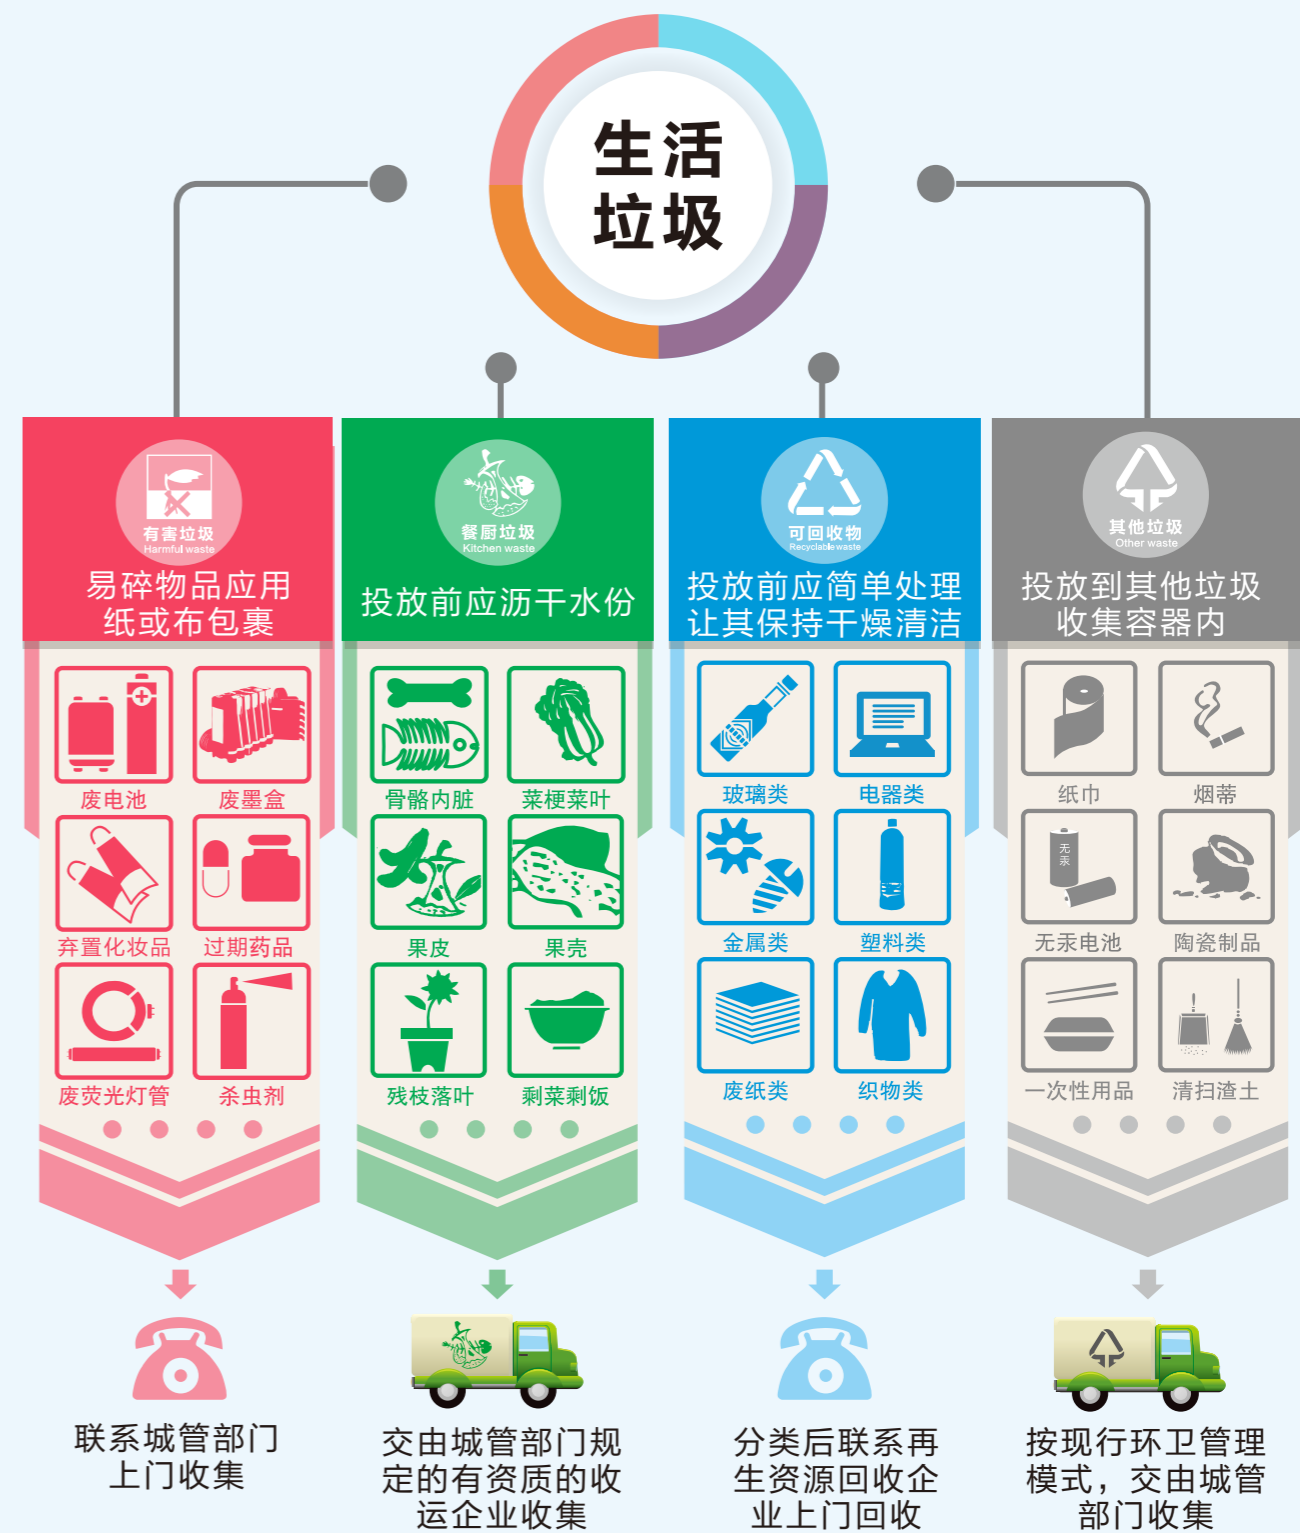 生活
垃圾
有害垃圾
Harmful waste
易碎物品应用
纸或布包裹
餐厨垃圾
Kitchen waste
投放前应沥干水份
可回收物
Recyclable waste
投放前应简单处理
让其保持干燥清洁
其他垃圾
Other waste
投放到其他垃圾
收集容器内
废电池
废墨盒
弃置化妆品
过期药品
废荧光灯管
杀虫剂
骨骼内脏
菜梗菜叶
果皮
果壳
残枝落叶
剩菜剩饭
玻璃类
电器类
金属类
塑料类
废纸类
织物类
纸巾
烟蒂
无
汞
无汞电池
陶瓷制品
一次性用品
清扫渣土
联系城管部门
上门收集
交由城管部门规
定的有资质的收
运企业收集
分类后联系再
生资源回收企
业上门回收
按现行环卫管理
模式，交由城管
部门收集